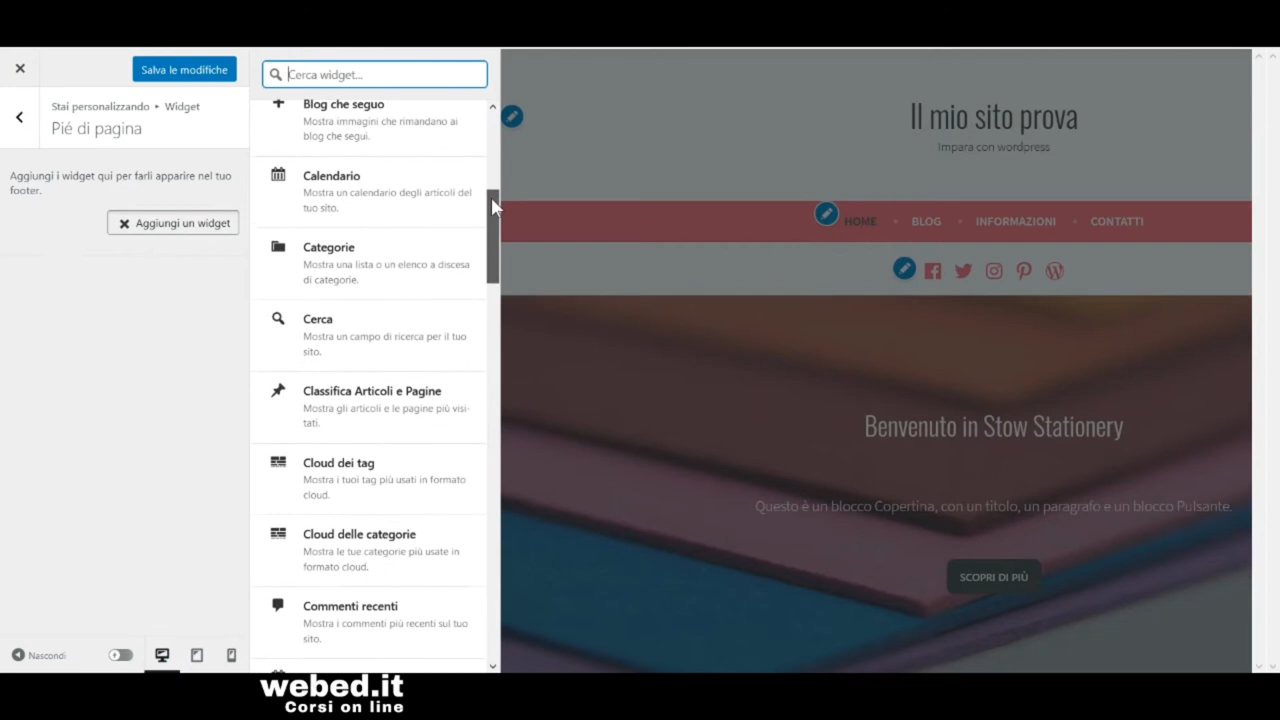 Salva le modifiche
Stai personalizzando • Widget
Pié di pagina
Aggiungi i widget qui per farli apparire nel tuo
footer.
Aggiungi un widget
Nascondi
Cerca widget...
Blog che seguo
Mostra immagini che rimandano ai
blog che segui.
Calendario
Mostra un calendario degli articoli del
tuo sito.
Categorie
Mostra una lista o un elenco a discesa
di categorie.
Cerca
Mostra un campo di ricerca per il tuo
sito.
Classifica Articoli e Pagine
Mostra gli articoli e le pagine più visi-
tati.
Cloud dei tag
Mostra i tuoi tag più usati in formato
cloud.
Cloud delle categorie
Mostra le tue categorie più usate in
formato cloud.
Commenti recenti
Mostra i commenti più recenti sul tuo
sito.
Il mio sito prova
Impara con wordpress
HOME • BLOG • INFORMAZIONI • CONTATTI
Benvenuto in Stow Stationery
Questo è un blocco Copertina, con un titolo, un paragrafo e un blocco Pulsante.
SCOPRI DI PIÙ
webed.it
Corsi on line